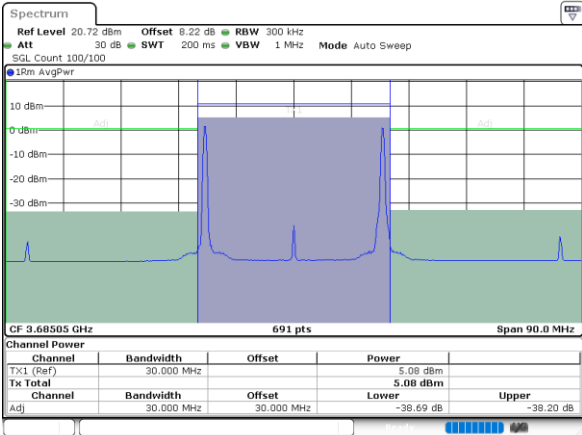 Spectrum
Ref Level 20.72 dBm Offset 8.22 dB RBW 300 kHz
Att 30 dB SWT 200 ms VBW 1 MHz Mode Auto Sweep
SGL Count 100/100
1Rm AvgPwr
10 dBm
TX1
0 dBm Adj Adj
-10 dBm
-20 dBm
-30 dBm
CF 3.68505 GHz 691 pts Span 90.0 MHz
Channel Power
Channel Bandwidth Offset Power
TX1 (Ref) 30.000 MHz 5.08 dBm
Tx Total 5.08 dBm
Channel Bandwidth Offset Lower Upper
Adj 30.000 MHz 30.000 MHz -38.69 dB -38.20 dB
Ready